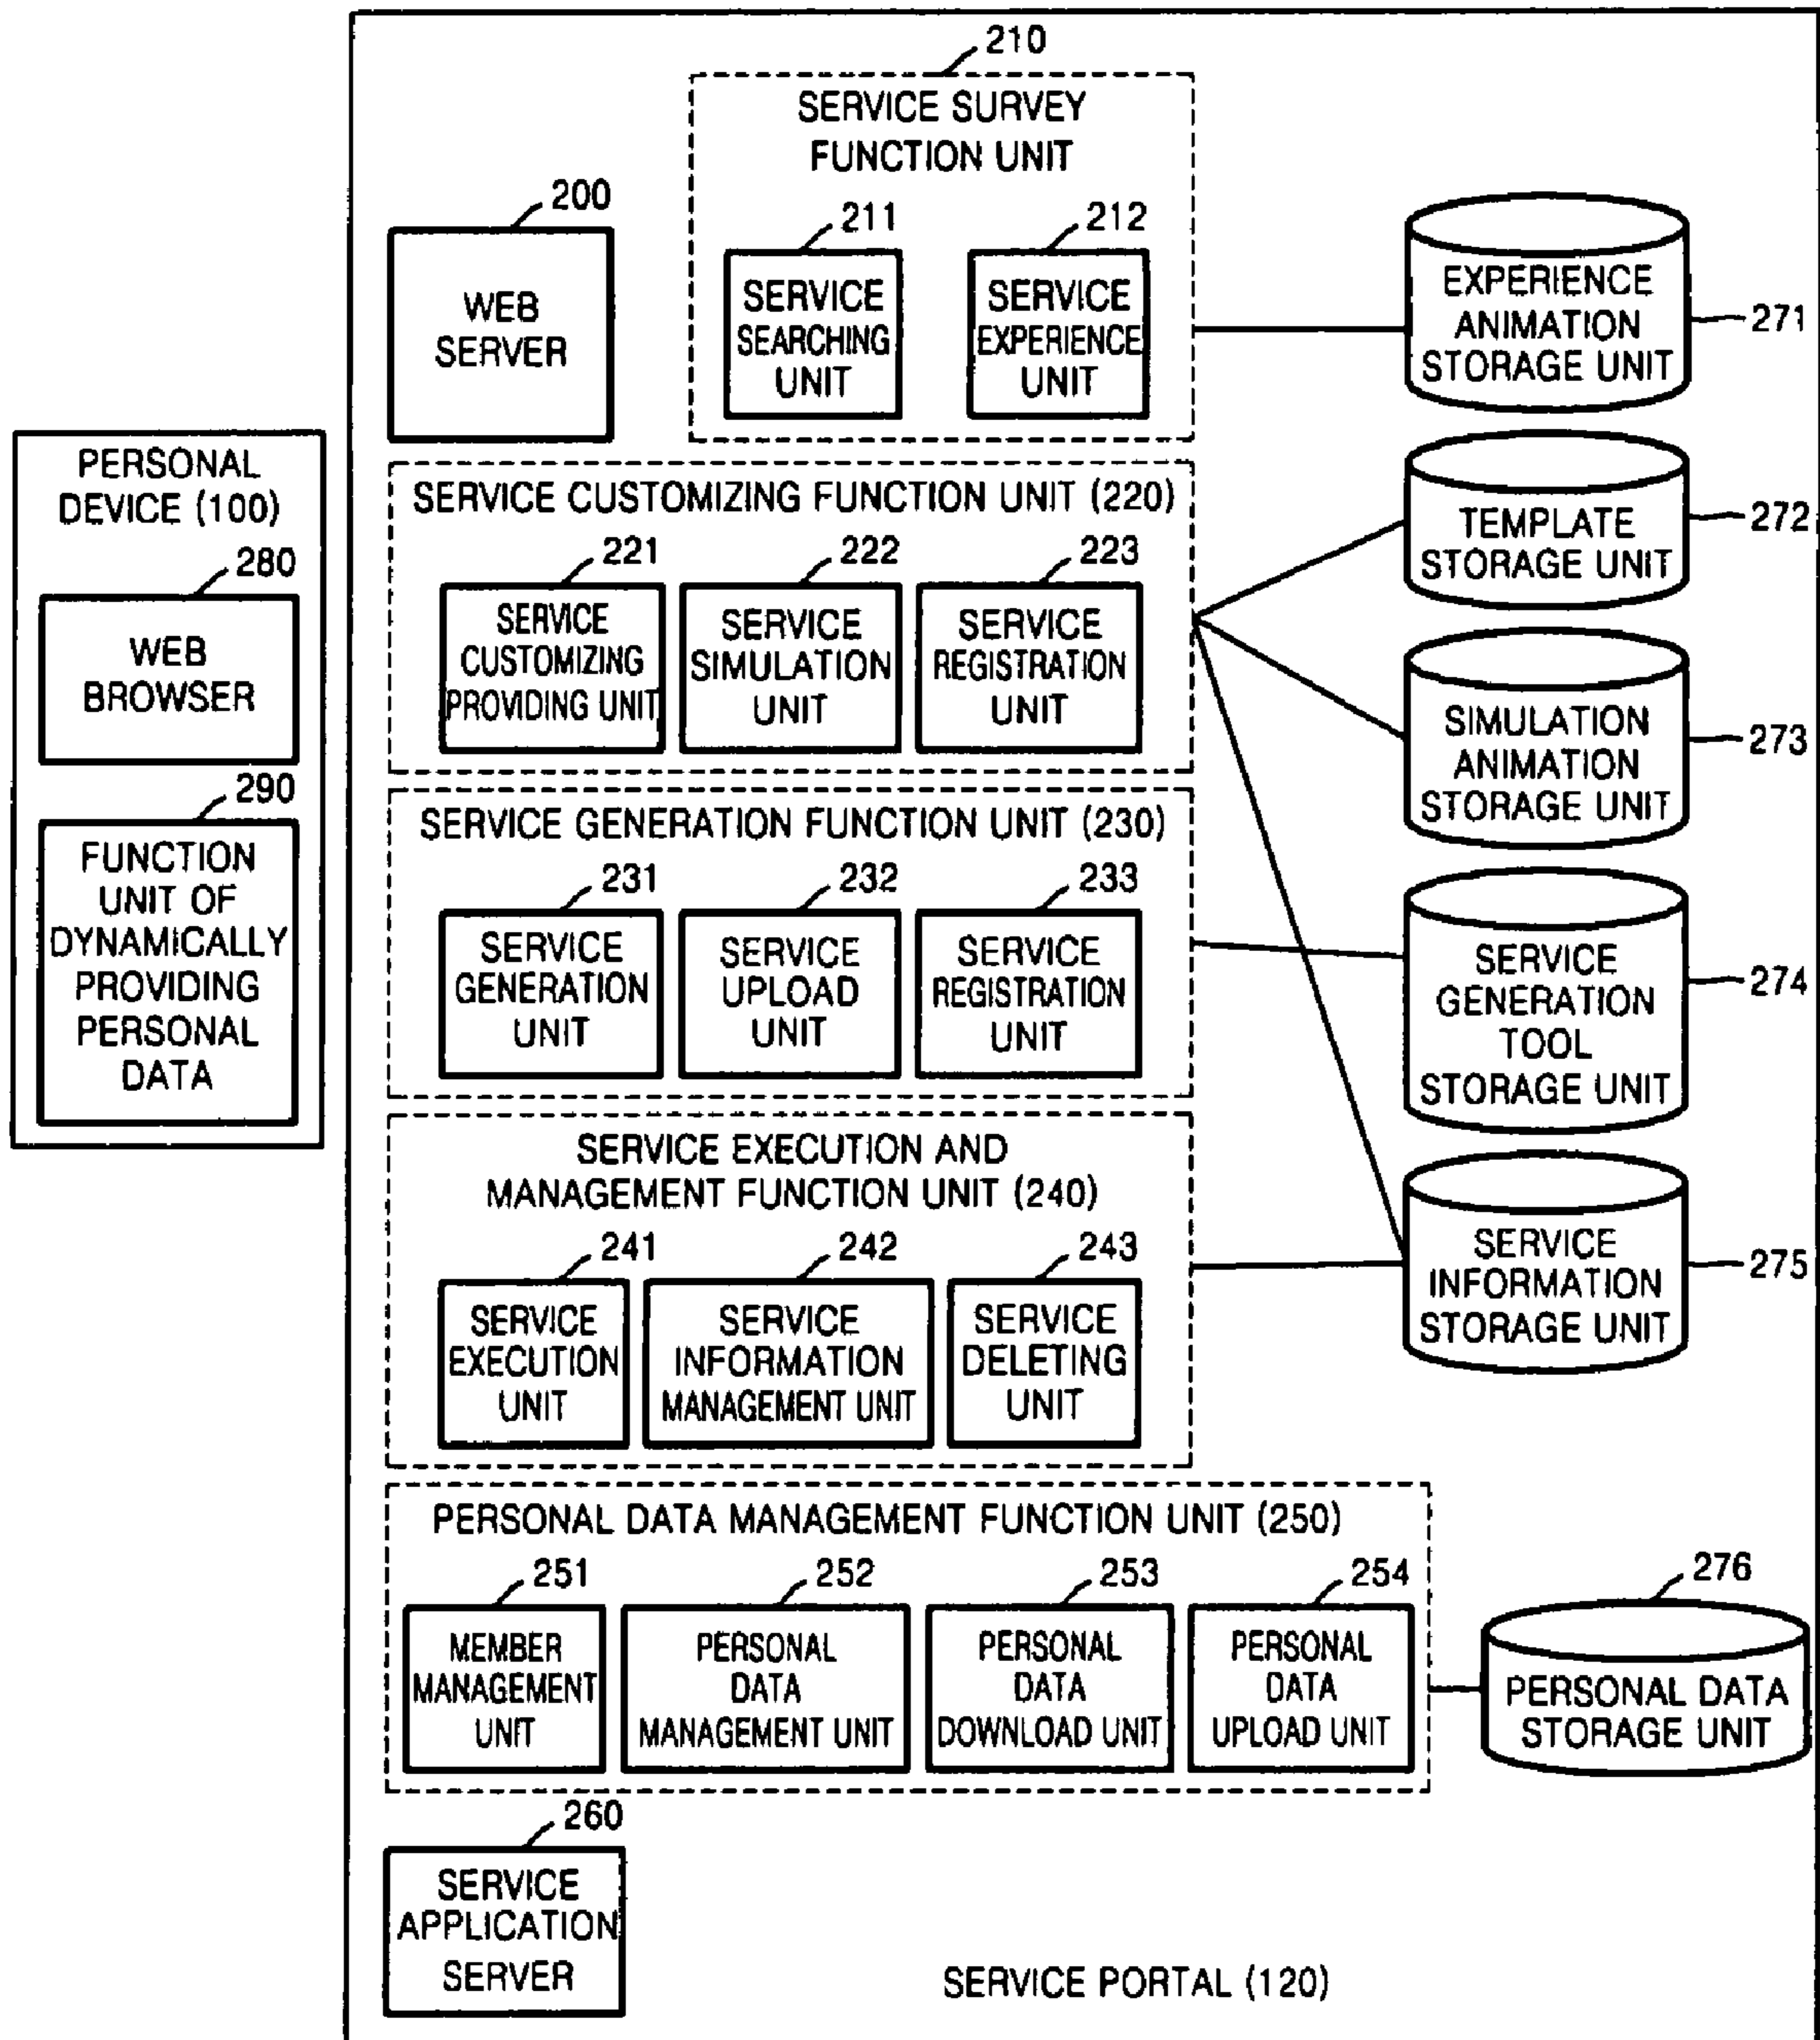 210
SERVICE SURVEY
FUNCTION UNIT
200
WEB
SERVER
211
SERVICE
SEARCHING
UNIT
212
SERVICE
EXPERIENCE
UNIT
EXPERIENCE
ANIMATION
STORAGE UNIT
271
PERSONAL
DEVICE (100)
280
WEB
BROWSER
290
FUNCTION
UNIT OF
DYNAMICALLY
PROVIDING
PERSONAL
DATA
SERVICE CUSTOMIZING FUNCTION UNIT (220)
221
SERVICE
CUSTOMIZING
PROVIDING UNIT
222
SERVICE
SIMULATION
UNIT
223
SERVICE
REGISTRATION
UNIT
TEMPLATE
STORAGE UNIT
272
SIMULATION
ANIMATION
STORAGE UNIT
273
SERVICE GENERATION FUNCTION UNIT (230)
231
SERVICE
GENERATION
UNIT
232
SERVICE
UPLOAD
UNIT
233
SERVICE
REGISTRATION
UNIT
SERVICE
GENERATION
TOOL
STORAGE UNIT
274
SERVICE EXECUTION AND
MANAGEMENT FUNCTION UNIT (240)
241
SERVICE
EXECUTION
UNIT
242
SERVICE
INFORMATION
MANAGEMENT UNIT
243
SERVICE
DELETING
UNIT
SERVICE
INFORMATION
STORAGE UNIT
275
PERSONAL DATA MANAGEMENT FUNCTION UNIT (250)
251
MEMBER
MANAGEMENT
UNIT
252
PERSONAL
DATA
MANAGEMENT UNIT
253
PERSONAL
DATA
DOWNLOAD UNIT
254
PERSONAL
DATA
UPLOAD UNIT
276
PERSONAL DATA
STORAGE UNIT
260
SERVICE
APPLICATION
SERVER
SERVICE PORTAL (120)